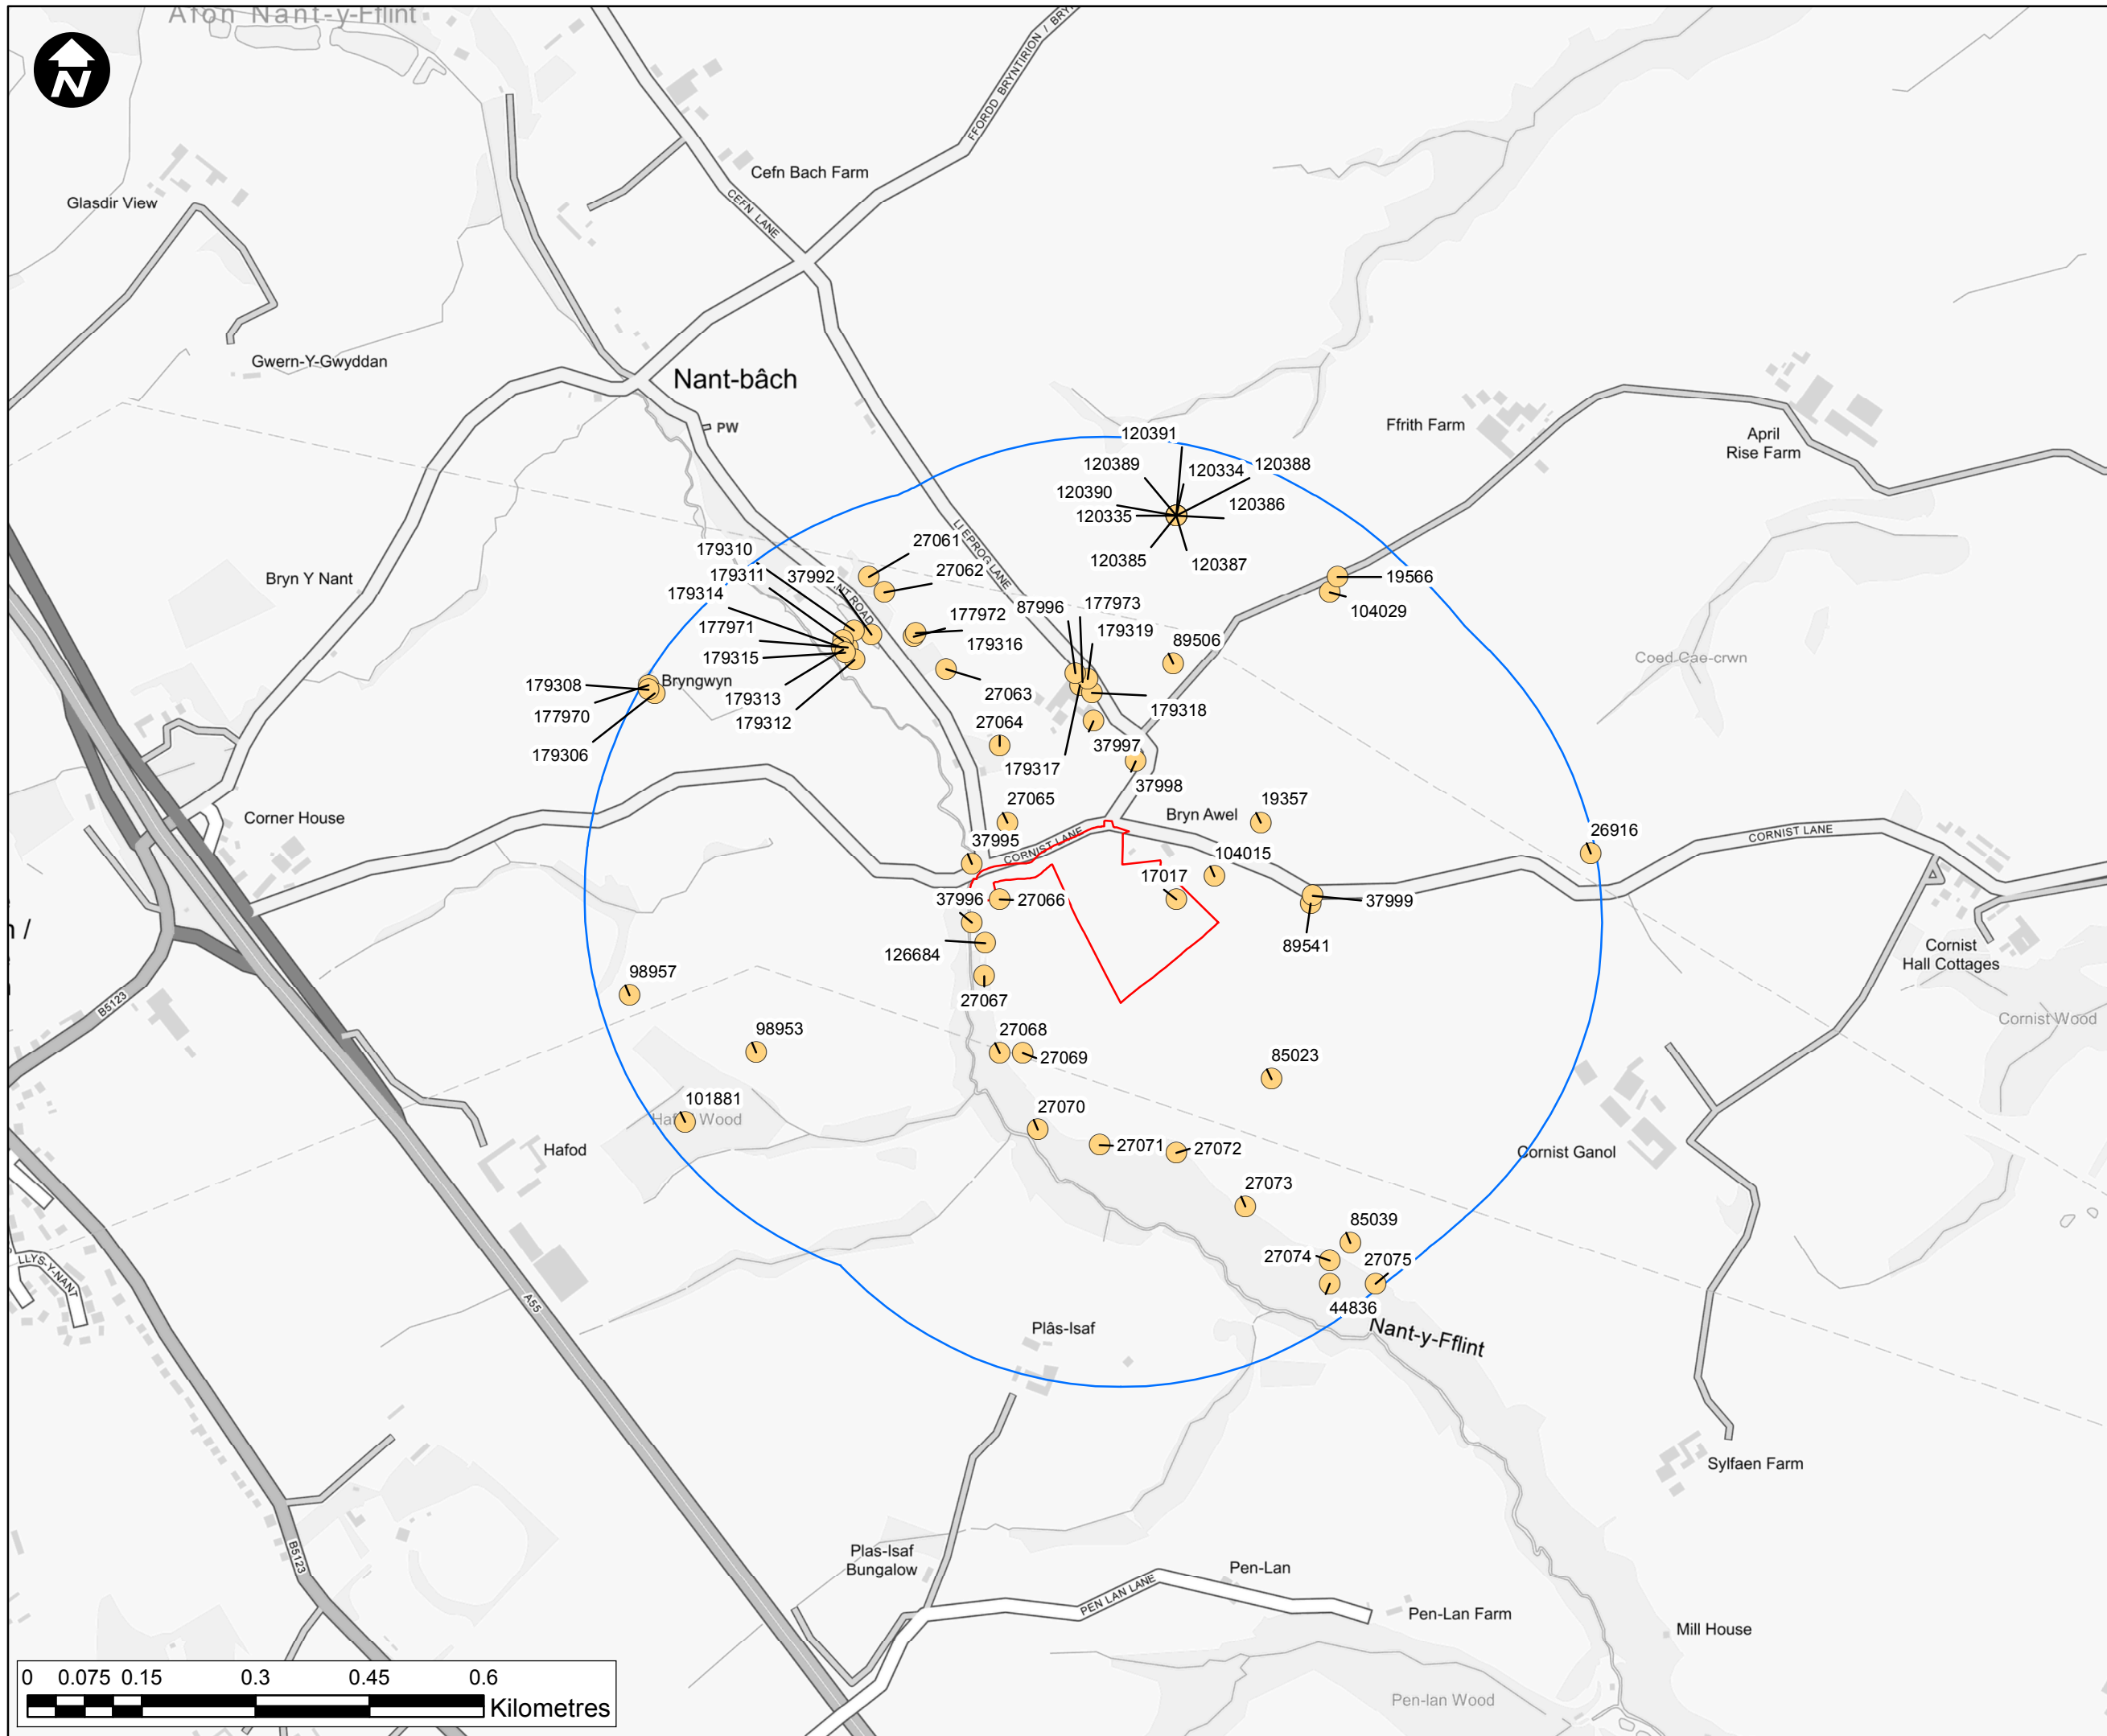 Afon Nant-y-Fflint
N
FFORDD BRYNTIRION / BRYN
Cefn Bach Farm
CEFN LANE
Glasdir View
Gwern-Y-Gwyddan
Nant-bâch
PW
Ffrith Farm
April
Rise Farm
120391
120389
120334
120388
120390
120386
120335
120385
120387
LLEPROG LANE
27061
179310
Bryn Y Nant
179311
37992
27062
179314
NT ROAD
19566
104029
87996
177973
177972
179319
177971
179316
89506
179315
Coed Cae-crwn
179308
Bryngwyn
27063
179313
177970
179312
179318
27064
37997
179306
179317
37998
27065
19357
Bryn Awel
Corner House
26916
CORNIST LANE
37995
CORNIST LANE
104015
17017
37996
27066
37999
89541
126684
Cornist
Hall Cottages
98957
27067
B5123
Cornist Wood
98953
27068
27069
85023
101881
27070
Hafod Wood
27071
27072
Hafod
Cornist Ganol
27073
85039
27074
27075
LLYS-Y-NANT
A55
44836
Plâs-Isaf
Nant-y-Fflint
Sylfaen Farm
B5123
Plas-Isaf
Bungalow
Pen-Lan
PEN LAN LANE
Pen-Lan Farm
Mill House
Pen-lan Wood
0 0.075 0.15 0.3 0.45 0.6
Kilometres